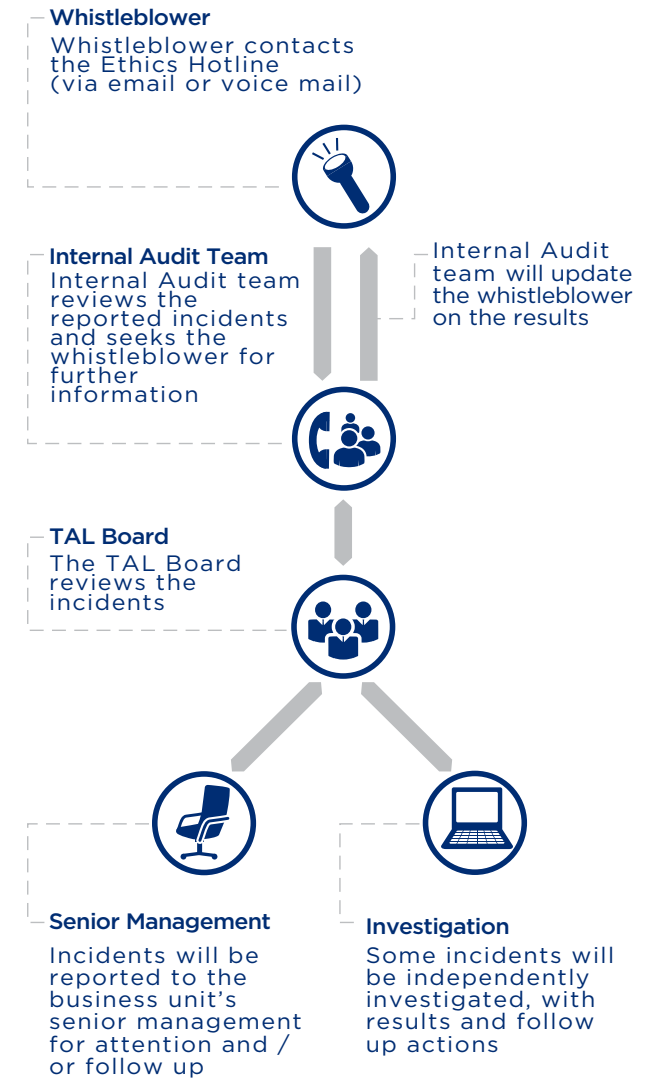 Whistleblower
Whistleblower contacts
the Ethics Hotline
(via email or voice mail)
Internal Audit Team
Internal Audit team
reviews the
reported incidents
and seeks the
whistleblower for
further
information
Internal Audit
team will update
the whistleblower
on the results
TAL Board
The TAL Board
reviews the
incidents
Senior Management
Incidents will be
reported to the
business unit’s
senior management
for attention and /
or follow up
Investigation
Some incidents will
be independently
investigated, with
results and follow
up actions